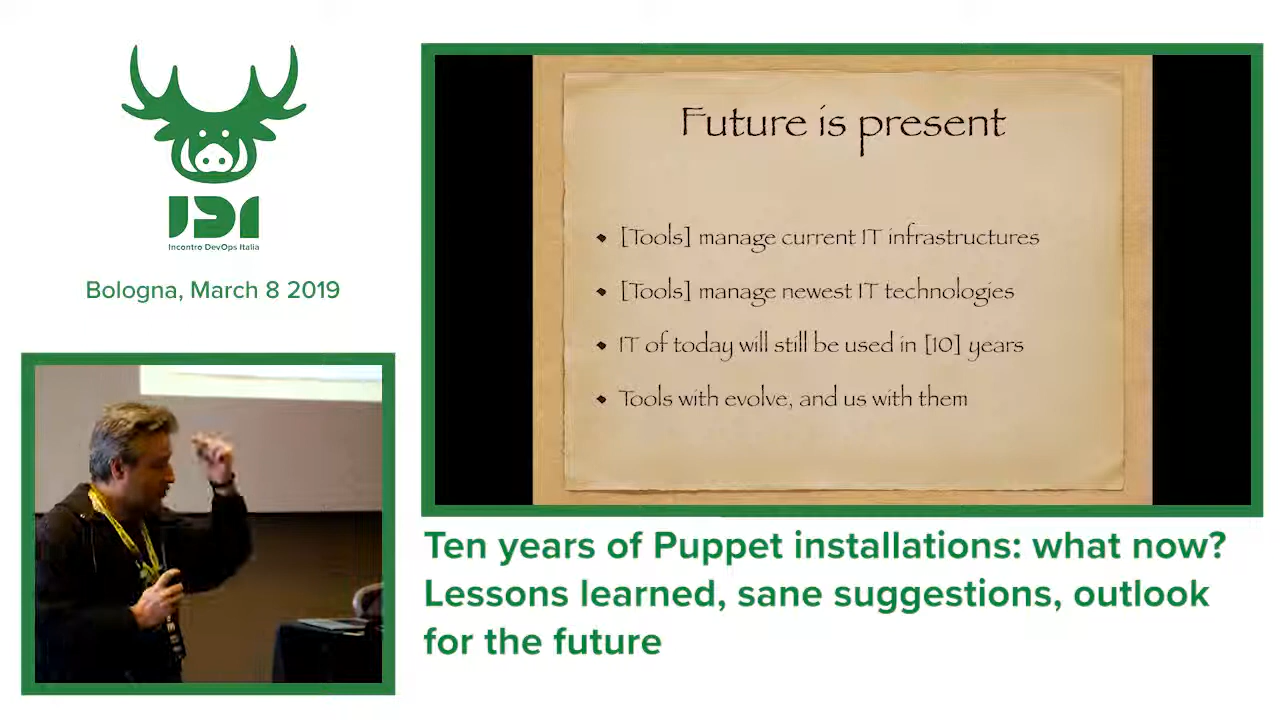 IDI
Incontro DevOps Italia
Bologna, March 8 2019
Future is present
[Tools] manage current IT infrastructures
[Tools] manage newest IT technologies
IT of today will still be used in [10] years
Tools with evolve, and us with them
Ten years of Puppet installations: what now?
Lessons learned, sane suggestions, outlook
for the future